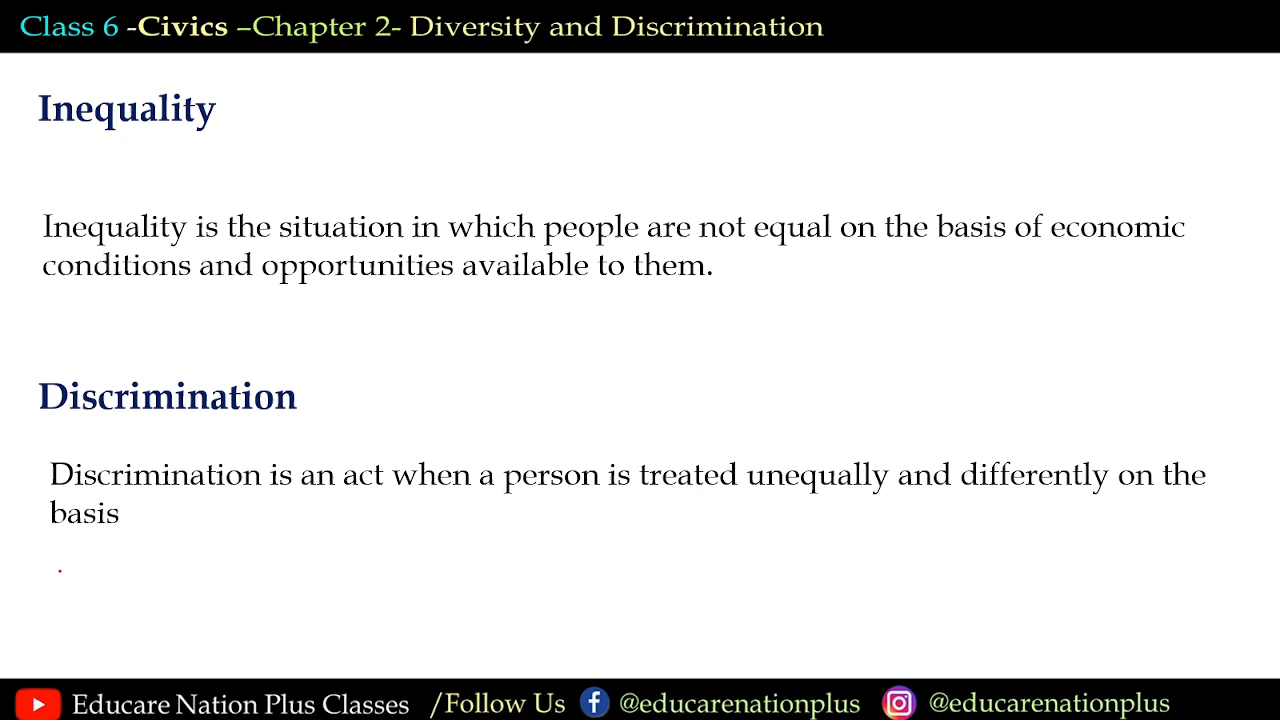 Class 6 -Civics –Chapter 2- Diversity and Discrimination
Inequality
Inequality is the situation in which people are not equal on the basis of economic
conditions and opportunities available to them.
Discrimination
Discrimination is an act when a person is treated unequally and differently on the
basis
Educare Nation Plus Classes /Follow Us @educarenationplus @educarenationplus